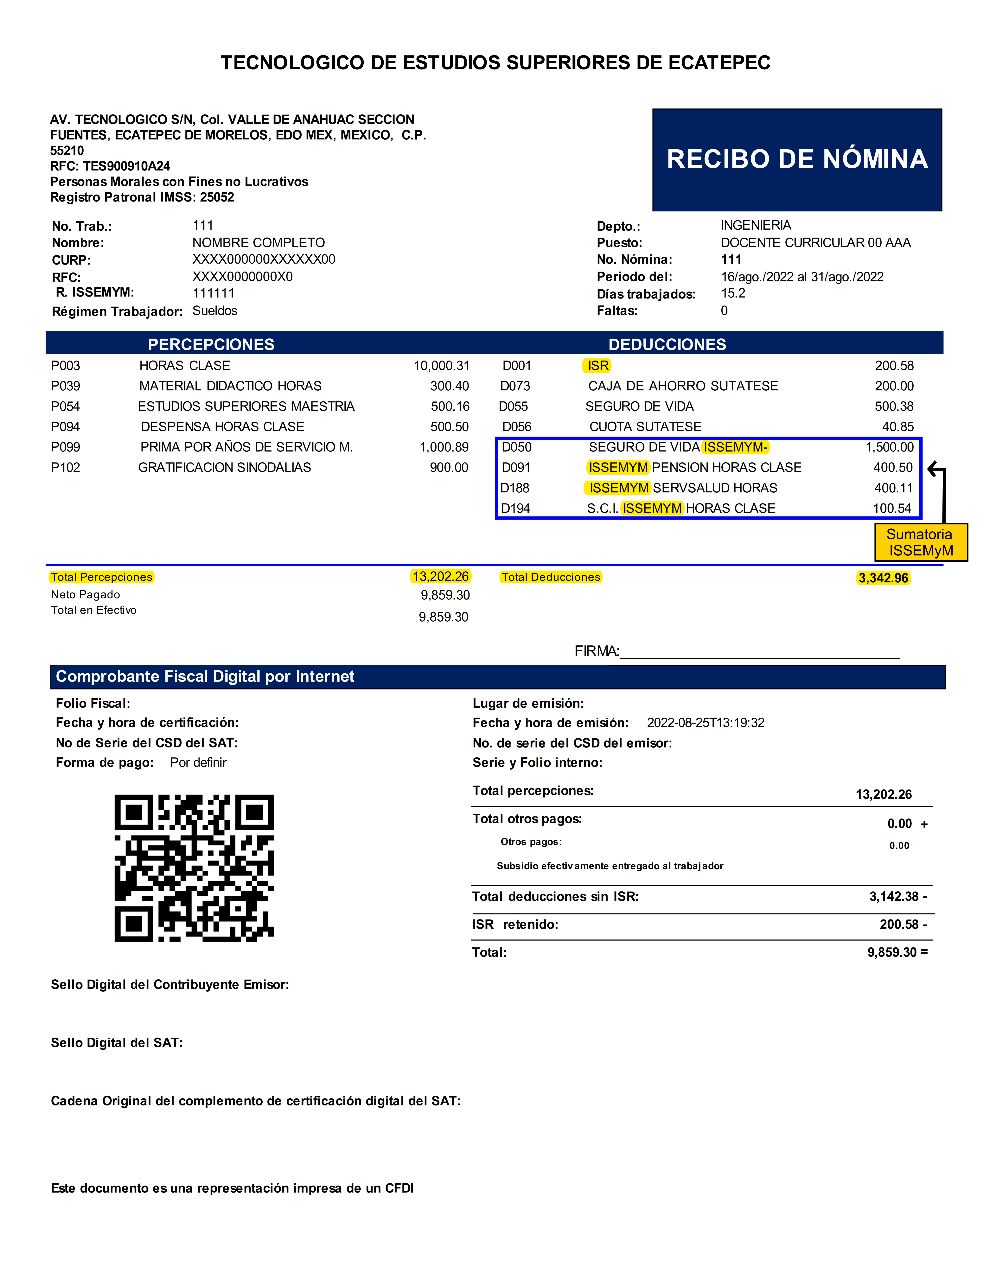 TECNOLOGICO DE ESTUDIOS SUPERIORES DE ECATEPEC
AV. TECNOLOGICO S/N, Col. VALLE DE ANAHUAC SECCION
FUENTES, ECATEPEC DE MORELOS, EDO MEX, MEXICO, C.P.
55210
RFC: TES900910A24
Personas Morales con Fines no Lucrativos
Registro Patronal IMSS: 25052
RECIBO DE NÓMINA
No. Trab.: 111
Nombre: NOMBRE COMPLETO
CURP: XXXX000000XXXXXX00
RFC: XXXX0000000X0
R. ISSEMYM: 111111
Régimen Trabajador: Sueldos
Depto.: INGENIERIA
Puesto: DOCENTE CURRICULAR 00 AAA
No. Nómina: 111
Periodo del: 16/ago./2022 al 31/ago./2022
Días trabajados: 15.2
Faltas: 0
PERCEPCIONES DEDUCCIONES
P003 HORAS CLASE 10,000.31 D001 ISR 200.58
P039 MATERIAL DIDACTICO HORAS 300.40 D073 CAJA DE AHORRO SUTATESE 200.00
P054 ESTUDIOS SUPERIORES MAESTRIA 500.16 D055 SEGURO DE VIDA 500.38
P094 DESPENSA HORAS CLASE 500.50 D056 CUOTA SUTATESE 40.85
P099 PRIMA POR AÑOS DE SERVICIO M. 1,000.89 D050 SEGURO DE VIDA ISSEMYM- 1,500.00
P102 GRATIFICACION SINODALIAS 900.00 D091 ISSEMYM PENSION HORAS CLASE 400.50
D188 ISSEMYM SERVSALUD HORAS 400.11
D194 S.C.I. ISSEMYM HORAS CLASE 100.54
Sumatoria
ISSEMyM
Total Percepciones 13,202.26 Total Deducciones 3,342.96
Neto Pagado 9,859.30
Total en Efectivo 9,859.30
FIRMA:
Comprobante Fiscal Digital por Internet
Folio Fiscal:
Fecha y hora de certificación:
No de Serie del CSD del SAT:
Forma de pago: Por definir
Lugar de emisión:
Fecha y hora de emisión: 2022-08-25T13:19:32
No. de serie del CSD del emisor:
Serie y Folio interno:
Total percepciones: 13,202.26
Total otros pagos: 0.00 +
Otros pagos: 0.00
Subsidio efectivamente entregado al trabajador
Total deducciones sin ISR: 3,142.38 -
ISR retenido: 200.58 -
Total: 9,859.30 =
Sello Digital del Contribuyente Emisor:
Sello Digital del SAT:
Cadena Original del complemento de certificación digital del SAT:
Este documento es una representación impresa de un CFDI